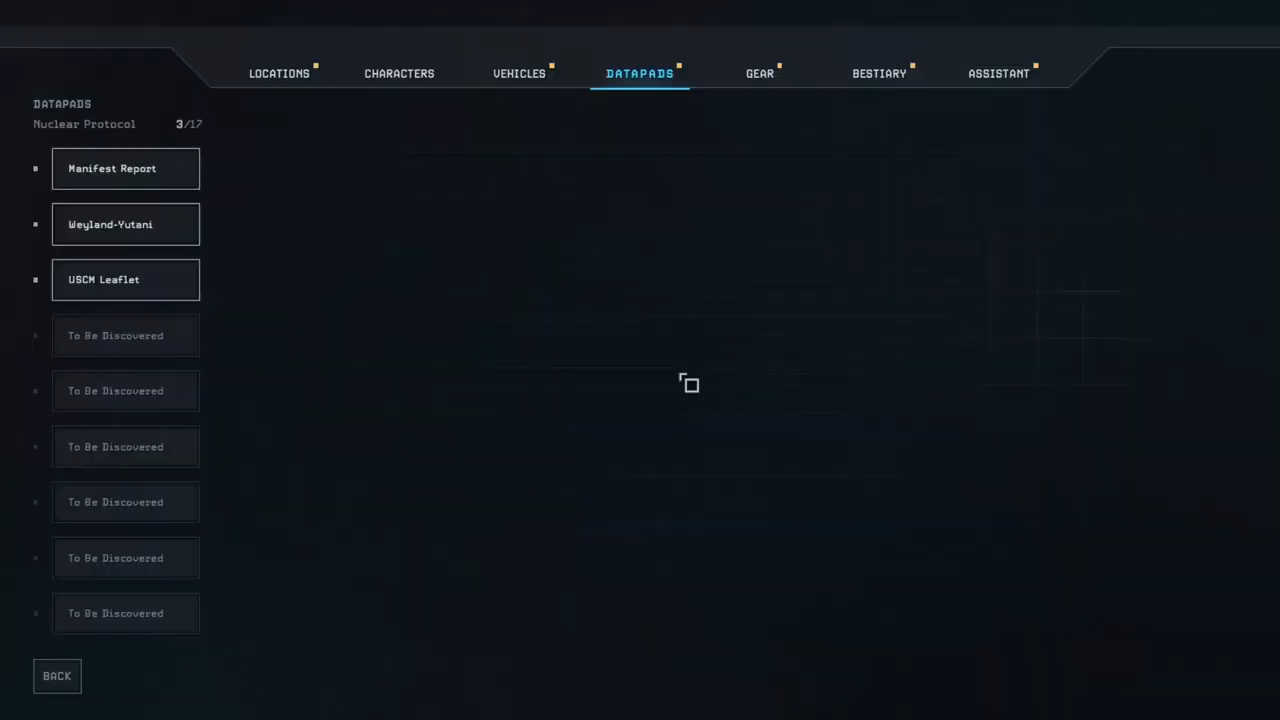 LOCATIONS CHARACTERS VEHICLES DATAPADS GEAR BESTIARY ASSISTANT
DATAPADS
Nuclear Protocol 3/17
Manifest Report
Weyland-Yutani
USCM Leaflet
To Be Discovered
To Be Discovered
To Be Discovered
To Be Discovered
To Be Discovered
To Be Discovered
BACK